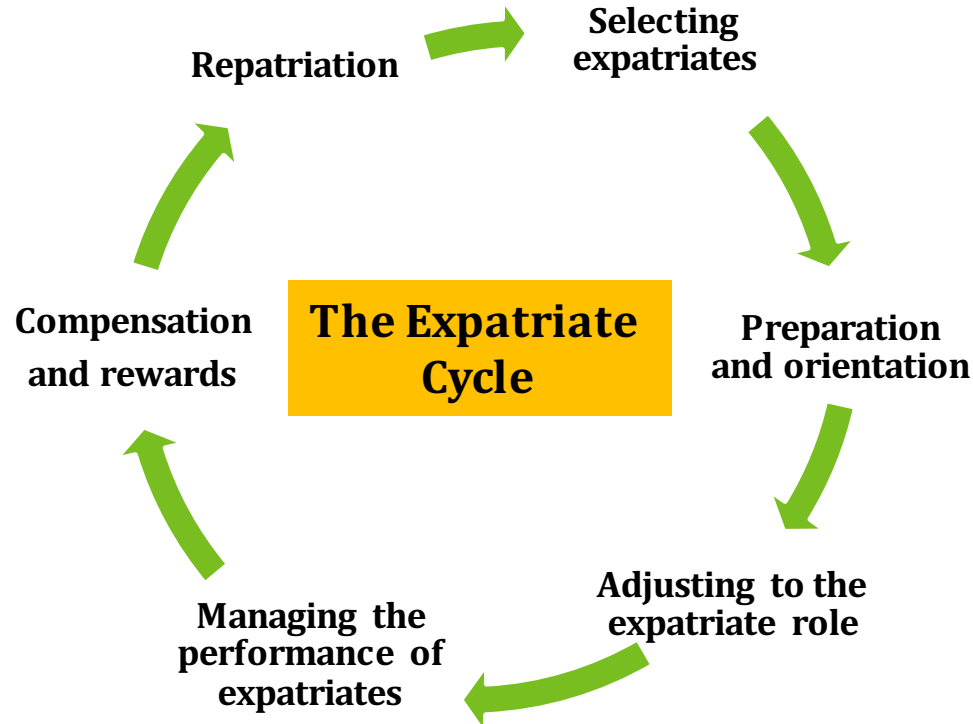 The Expatriate
Cycle
Selecting
expatriates
Preparation
and orientation
Adjusting to the
expatriate role
Managing the
performance of
expatriates
Compensation
and rewards
Repatriation